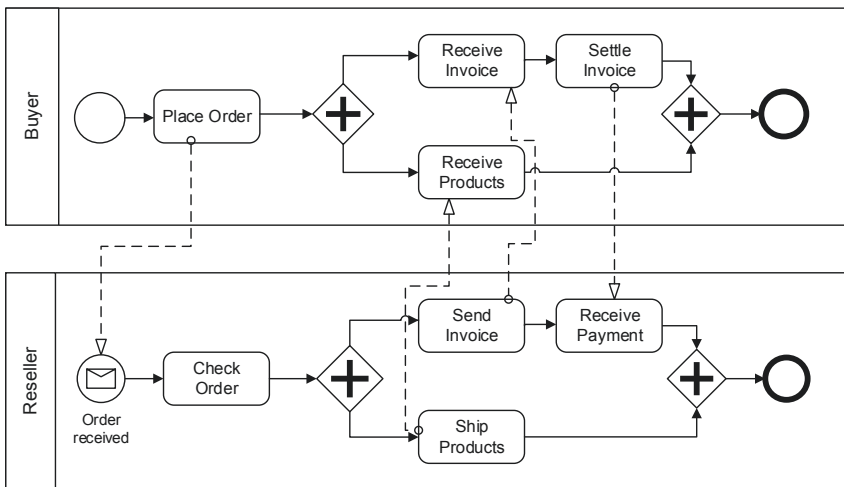 Buyer
Place Order
Receive
Invoice
Settle
Invoice
Receive
Products
Reseller
Order
received
Check
Order
Send
Invoice
Receive
Payment
Ship
Products